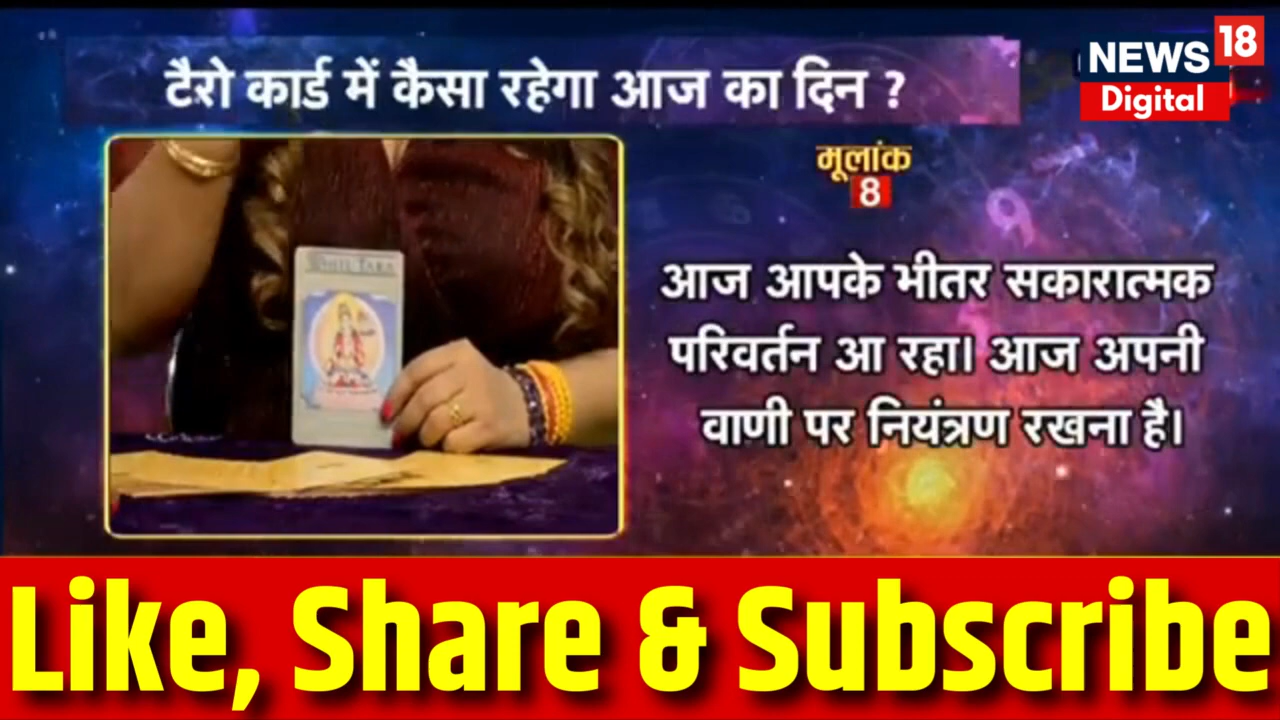 टैरो कार्ड में कैसा रहेगा आज का दिन ?
NEWS 18
Digital
मूलांक
8
9
आज आपके भीतर सकारात्मक
परिवर्तन आ रहा। आज अपनी
वाणी पर नियंत्रण रखना है।
Like, Share & Subscribe